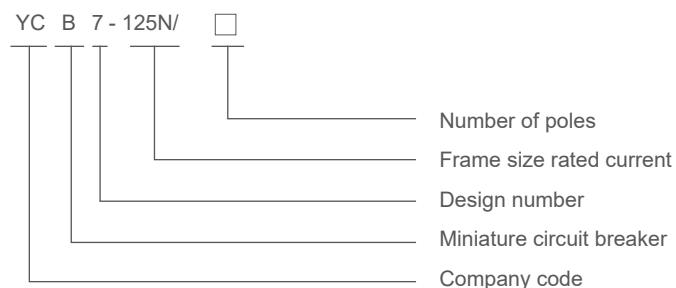 YC B 7 - 125N/
Number of poles
Frame size rated current
Design number
Miniature circuit breaker
Company code